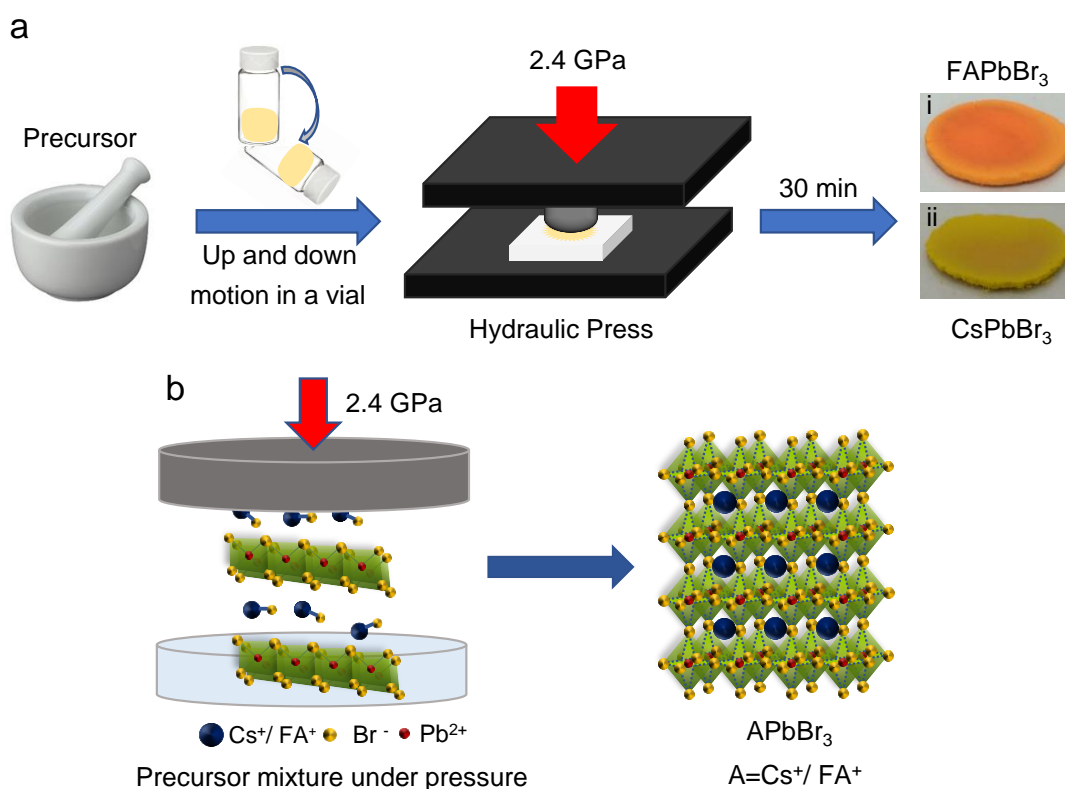 a
Precursor
Up and down
motion in a vial
2.4 GPa
Hydraulic Press
30 min
FAPbBr₃
i
ii
CsPbBr₃
b
2.4 GPa
Cs⁺/ FA⁺ Br ⁻ Pb²⁺
Precursor mixture under pressure
APbBr₃
A=Cs⁺/ FA⁺